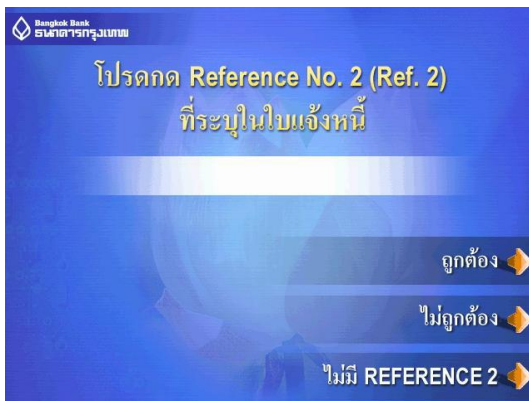 Bangkok Bank
ธนาคารกรุงเทพ
โปรดกด Reference No. 2 (Ref. 2)
ที่ระบุในใบแจ้งหนี้
ถูกต้อง
ไม่ถูกต้อง
ไม่มี REFERENCE 2